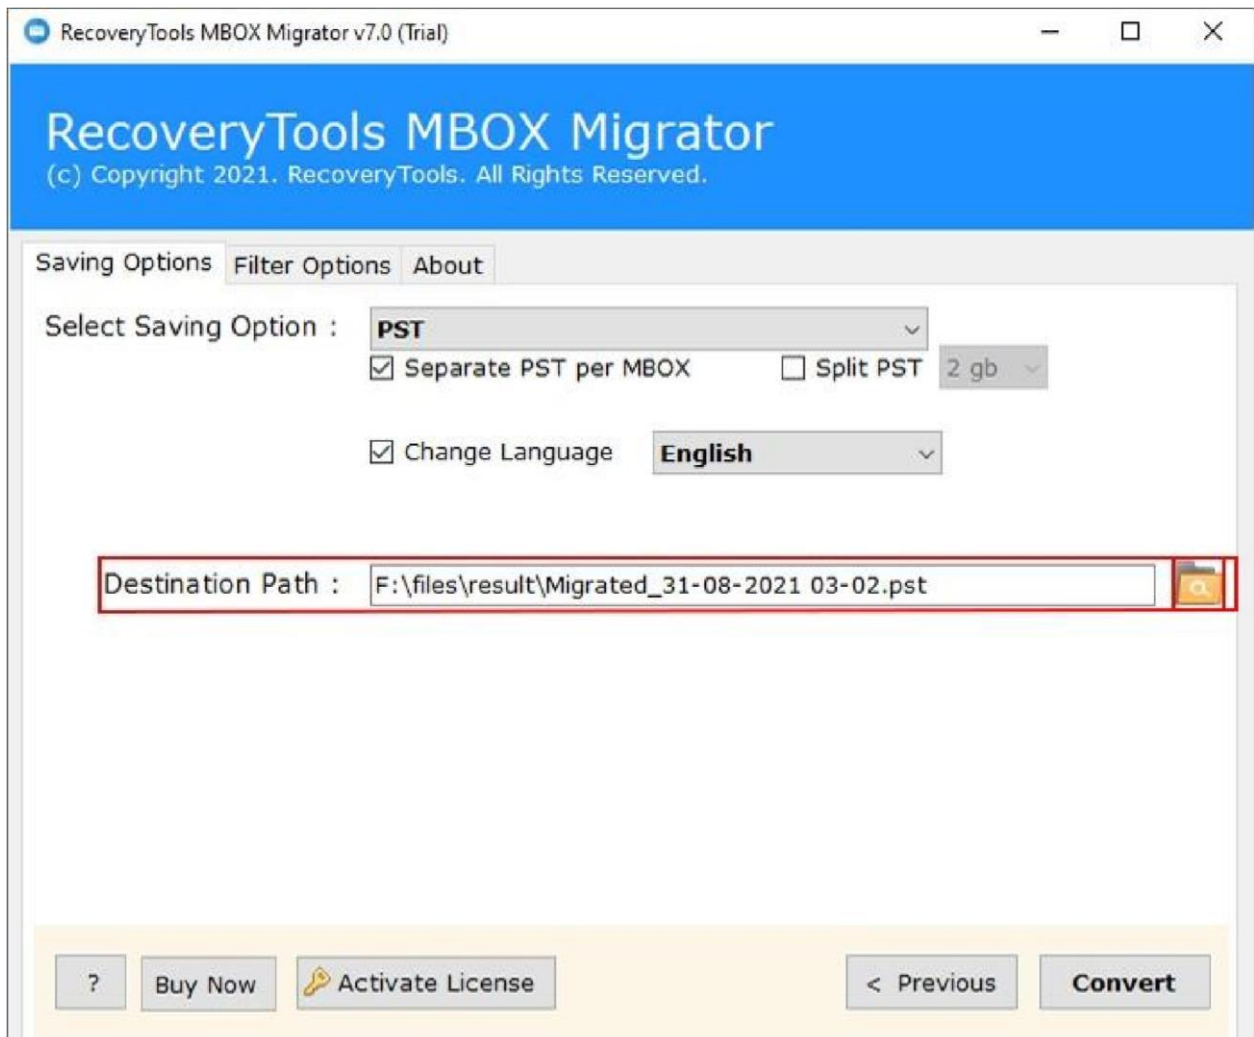 RecoveryTools MBOX Migrator v7.0 (Trial)
RecoveryTools MBOX Migrator
(c) Copyright 2021. RecoveryTools. All Rights Reserved.
Saving Options Filter Options About
Select Saving Option : PST
Separate PST per MBOX Split PST 2 gb
Change Language English
Destination Path : F:\files\result\Migrated_31-08-2021 03-02.pst
? Buy Now Activate License < Previous Convert